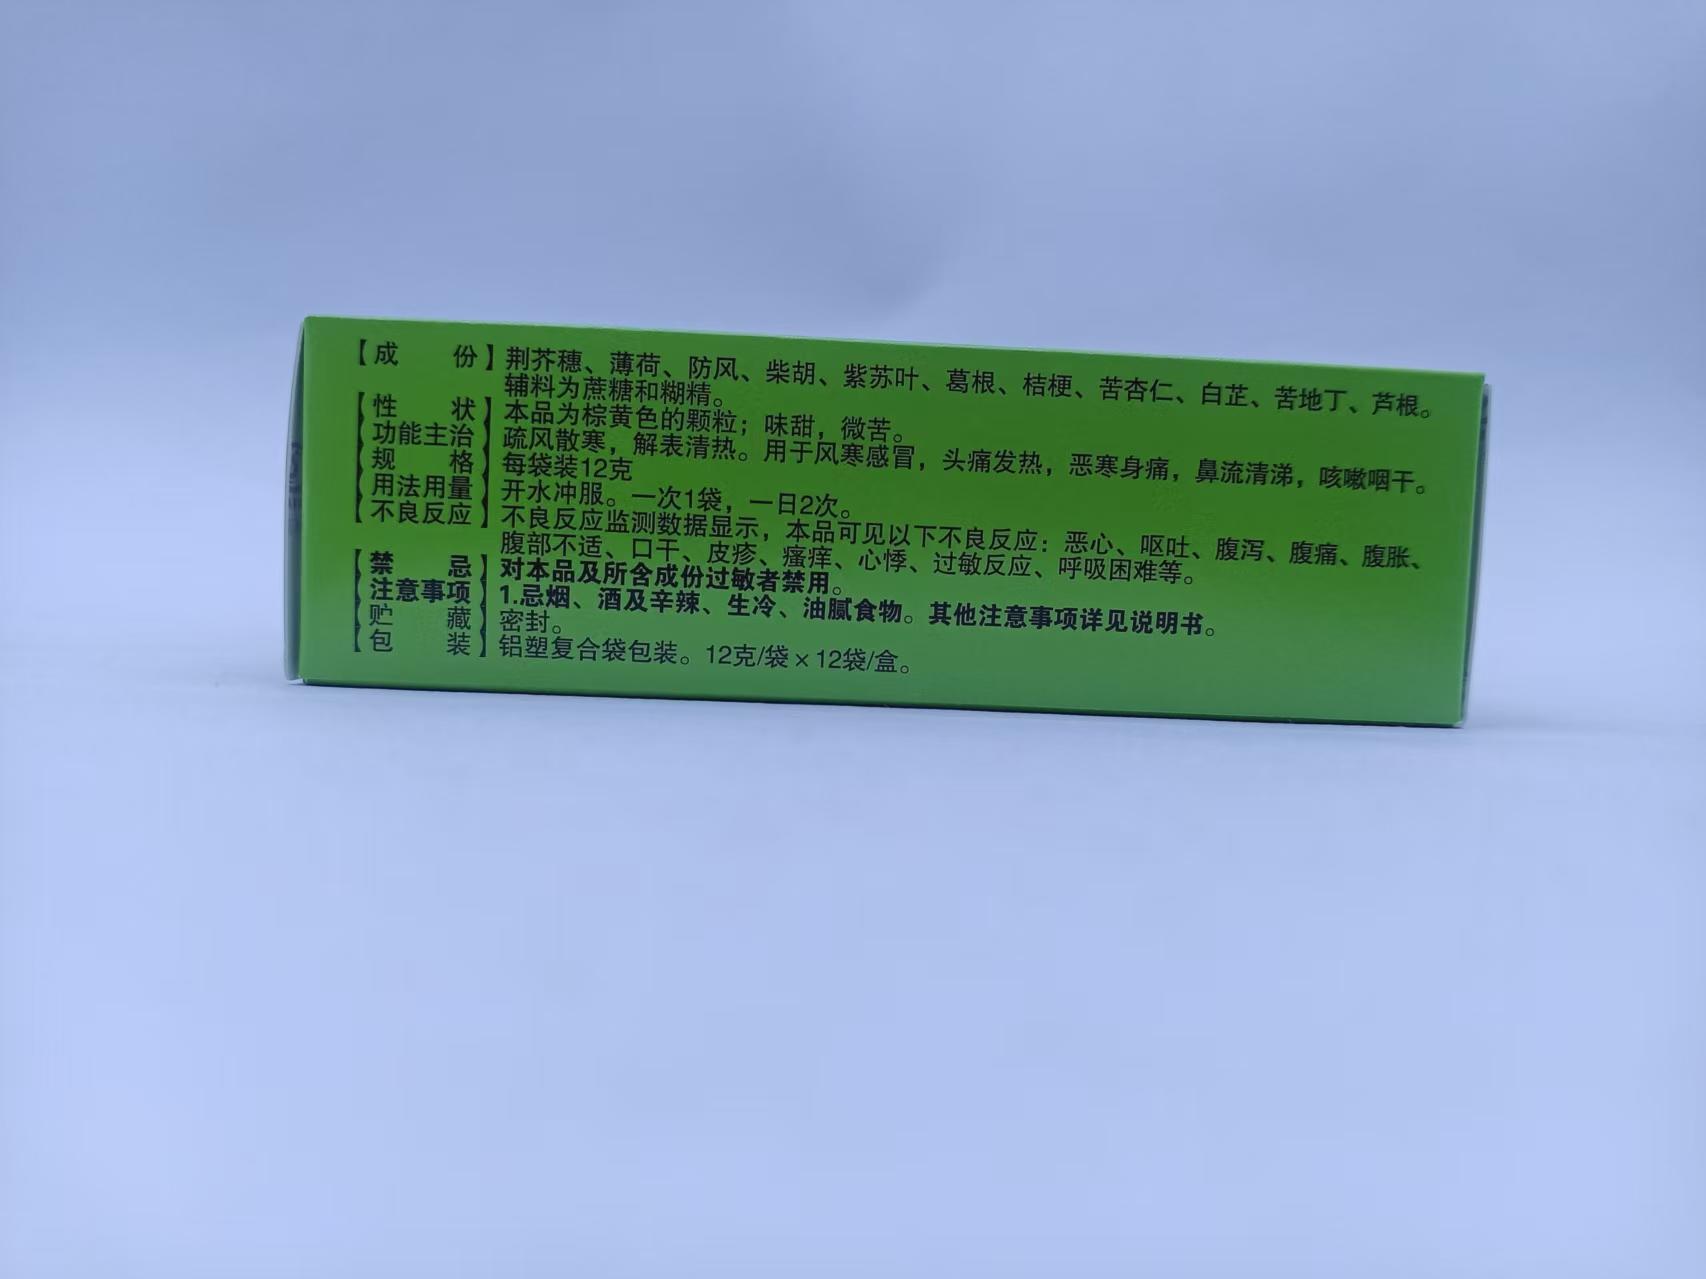 【成份】荆芥穗、薄荷、防风、柴胡、紫苏叶、葛根、桔梗、苦杏仁、白芷、苦地丁、芦根。
辅料为蔗糖和糊精。
【性状】本品为棕黄色的颗粒；味甜，微苦。
【功能主治】疏风散寒，解表清热。用于风寒感冒，头痛发热，恶寒身痛，鼻流清涕，咳嗽咽干。
【规格】每袋装12克
【用法用量】开水冲服。一次1袋，一日2次。
【不良反应】不良反应监测数据显示，本品可见以下不良反应：恶心、呕吐、腹泻、腹痛、腹胀、
腹部不适、口干、皮疹、瘙痒、心悸、过敏反应、呼吸困难等。
【禁忌】对本品及所含成份过敏者禁用。
【注意事项】1.忌烟、酒及辛辣、生冷、油腻食物。其他注意事项详见说明书。
【贮藏】密封。
【包装】铝塑复合袋包装。12克/袋×12袋/盒。